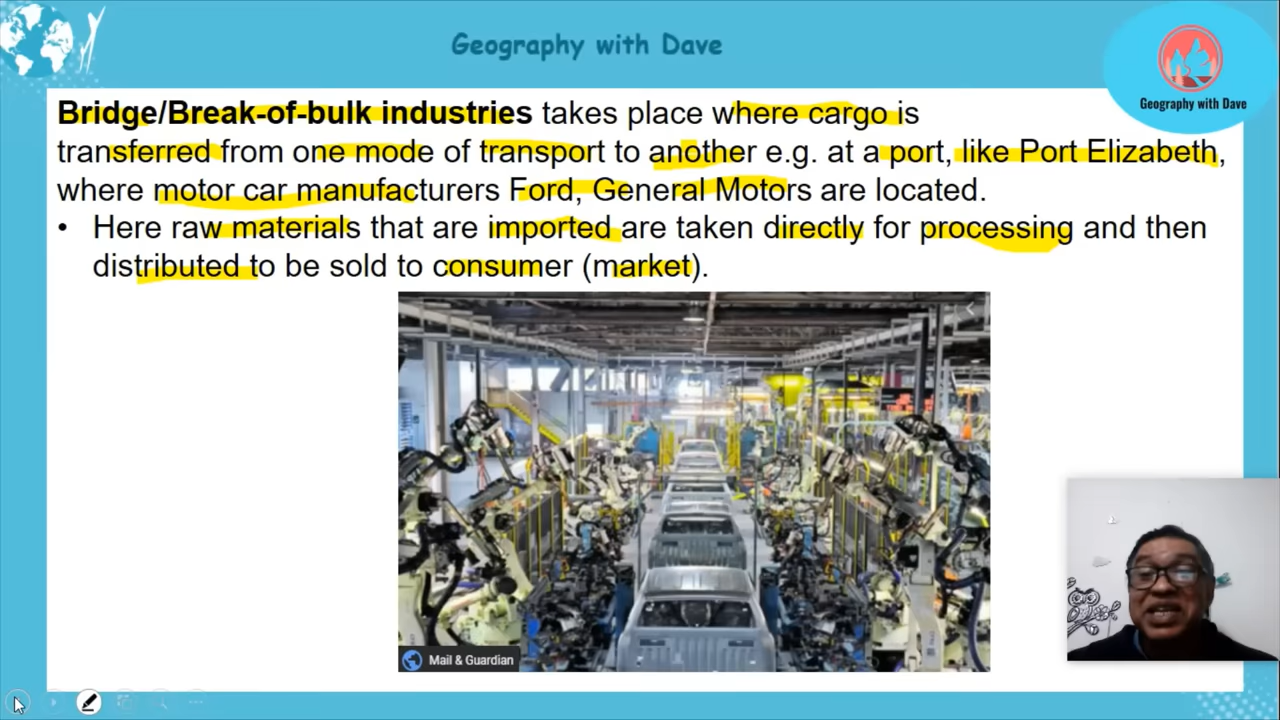 Geography with Dave
Geography with Dave
Bridge/Break-of-bulk industries takes place where cargo is
transferred from one mode of transport to another e.g. at a port, like Port Elizabeth,
where motor car manufacturers Ford, General Motors are located.
• Here raw materials that are imported are taken directly for processing and then
distributed to be sold to consumer (market).
Mail & Guardian